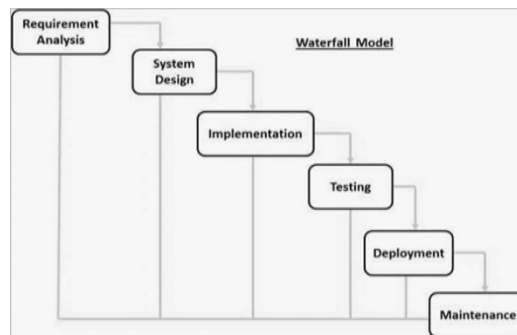 Requirement
Analysis
Waterfall Model
System
Design
Implementation
Testing
Deployment
Maintenance